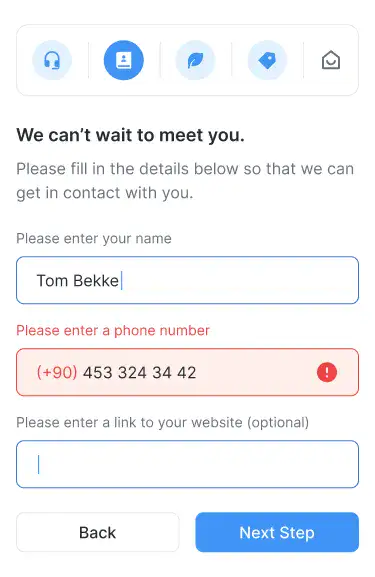 We can’t wait to meet you.
Please fill in the details below so that we can
get in contact with you.
Please enter your name
Tom Bekke
Please enter a phone number
(+90) 453 324 34 42
Please enter a link to your website (optional)
Back
Next Step